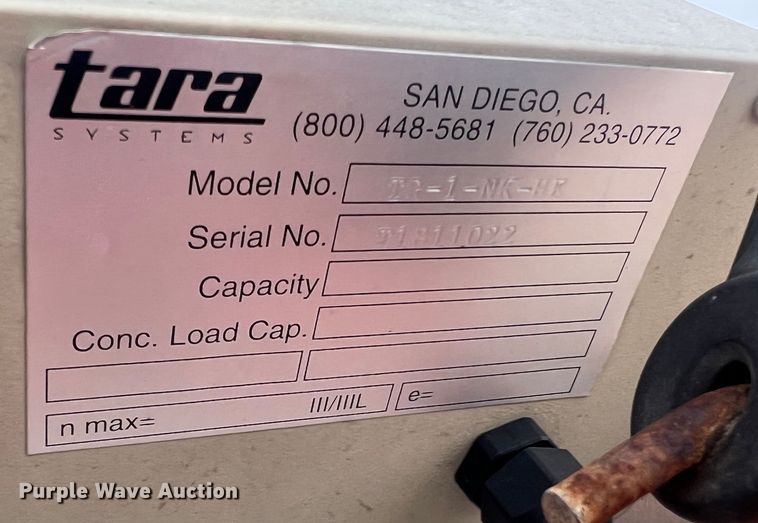 tara
SYSTEMS
SAN DIEGO, CA.
(800) 448-5681 (760) 233-0772
Model No.
Serial No.
Capacity
Conc. Load Cap.
n max= III/IIIL e=
Purple Wave Auction